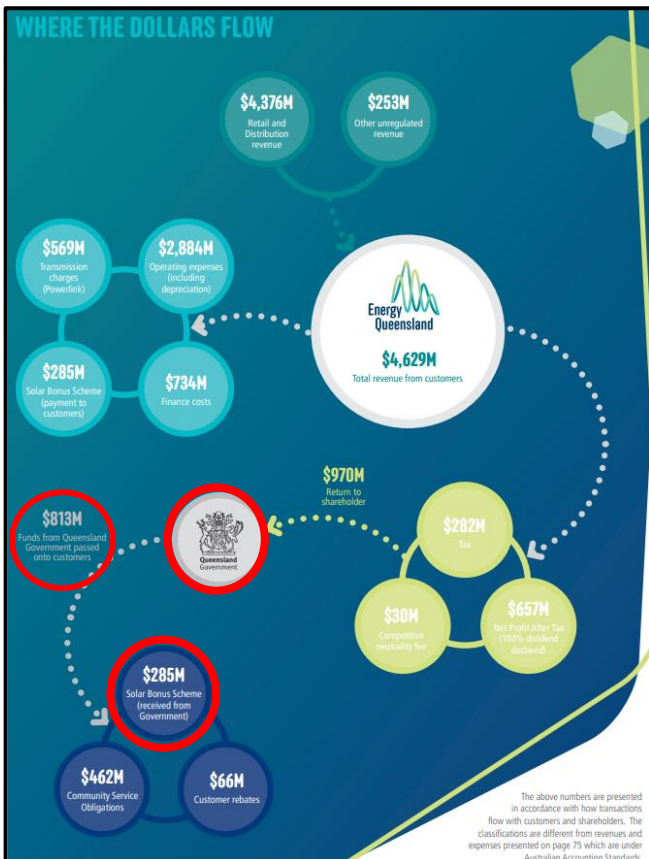 WHERE THE DOLLARS FLOW
$4,376M
Retail and
Distribution
revenue
$253M
Other unregulated
revenue
$569M
Transmission
charges
(Powerlink)
$2,884M
Operating expenses
(including
depreciation)
$285M
Solar Bonus Scheme
(payment to
customers)
$734M
Finance costs
Energy
Queensland
$4,629M
Total revenue from customers
$970M
Return to
shareholder
$282M
Tax
$30M
Competitive
neutrality fee
$657M
Net Profit After Tax
(100% dividend
declared)
$813M
Funds from Queensland
Government passed
onto customers
Queensland
Government
$285M
Solar Bonus Scheme
(received from
Government)
$462M
Community Service
Obligations
$66M
Customer rebates
The above numbers are presented
in accordance with how transactions
flow with customers and shareholders. The
classifications are different from revenues and
expenses presented on page 75 which are under
Australian Accounting Standards.